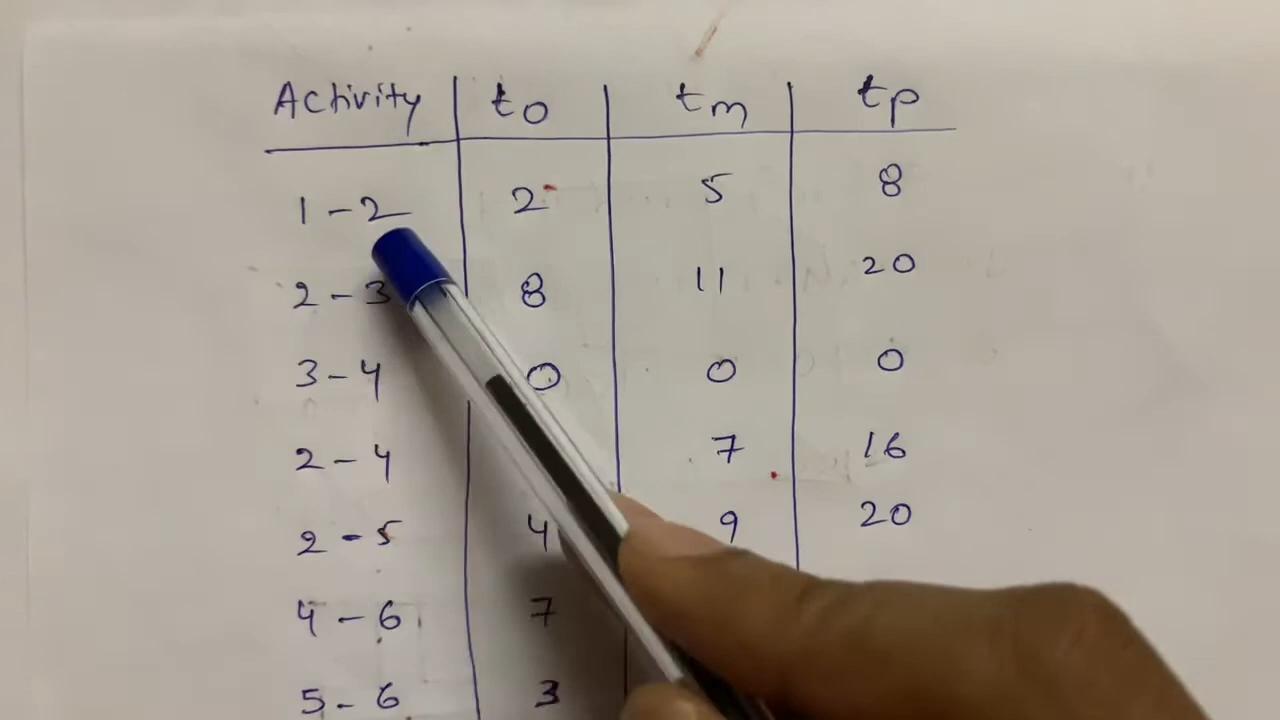 Activity to tm tp
1-2 2 5 8
2-3 8 11 20
3-4 0 0 0
2-4 7 16
2-5 4 9 20
4-6 7
5-6 3